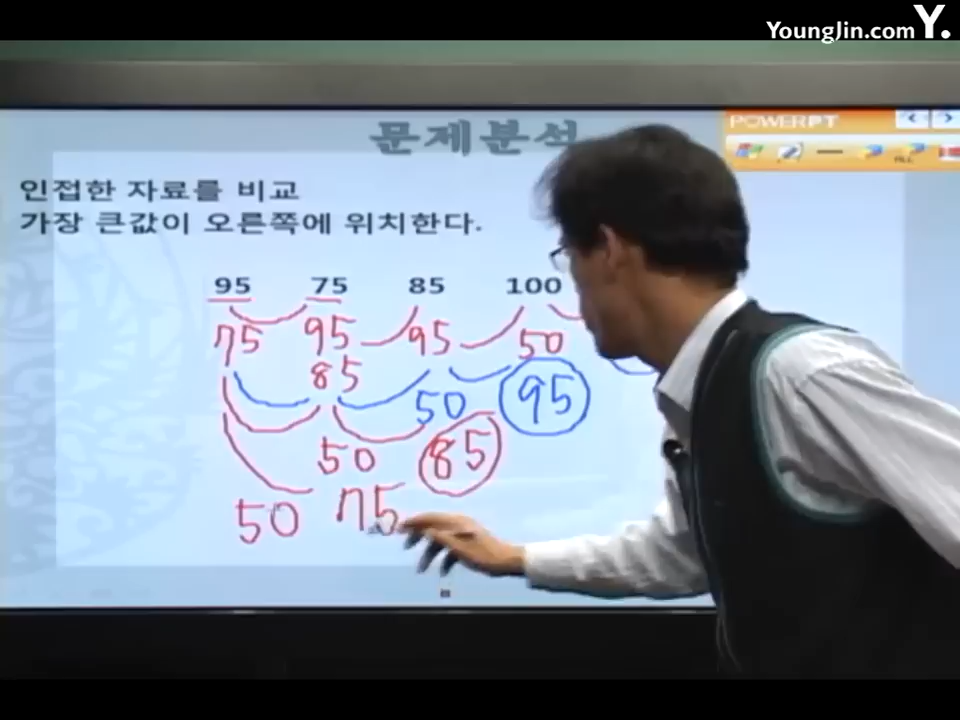 YoungJin.com Y.
문제분석
POWERPT
인접한 자료를 비교
가장 큰값이 오른쪽에 위치한다.
95 75 85 100
75 95 95 50
85
50 95
50 85
50 75